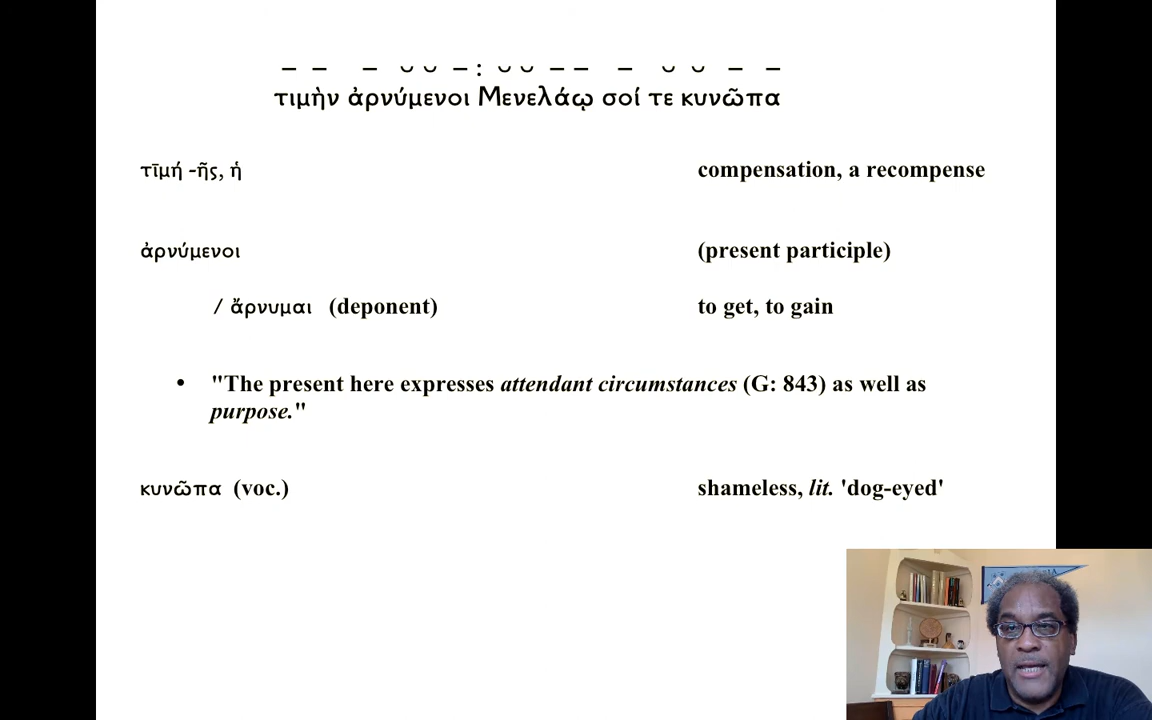 – – – ᴗ ᴗ – : ᴗ ᴗ – – – ᴗ ᴗ – –
τιμὴν ἀρνύμενοι Μενελάῳ σοί τε κυνῶπα
τῑμή -ῆς, ἡ compensation, a recompense
ἀρνύμενοι (present participle)
/ ἄρνυμαι (deponent) to get, to gain
• "The present here expresses attendant circumstances (G: 843) as well as
purpose."
κυνῶπα (voc.) shameless, lit. 'dog-eyed'